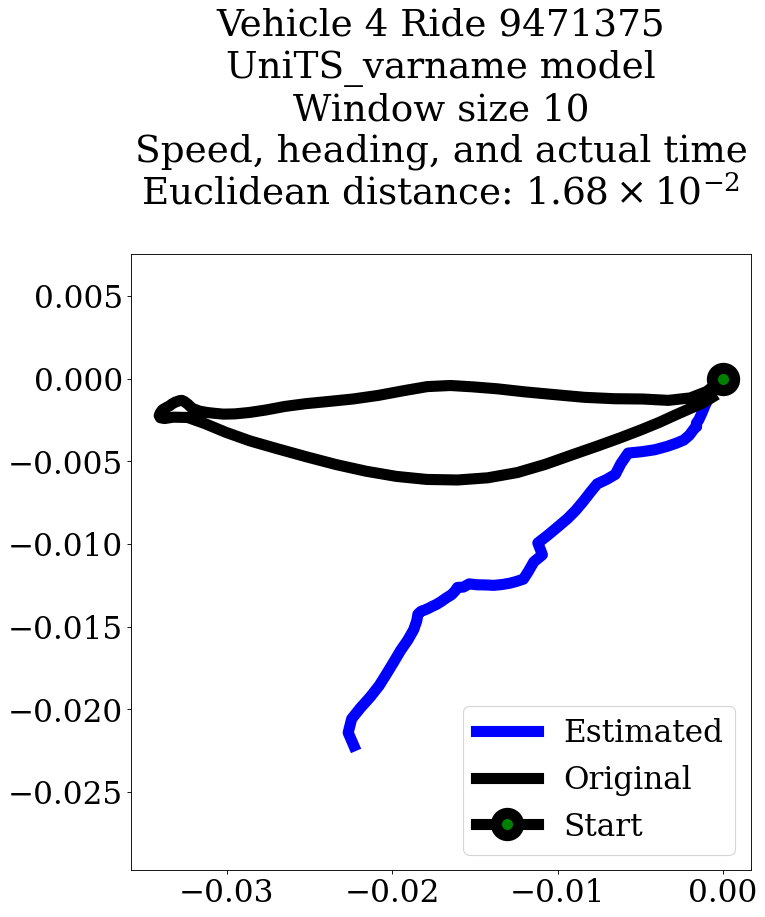 Vehicle 4 Ride 9471375
UniTS_varname model
Window size 10
Speed, heading, and actual time
Euclidean distance: 1.68 × 10⁻²
0.005
0.000
−0.005
−0.010
−0.015
−0.020
−0.025
Estimated
Original
Start
−0.03
−0.02
−0.01
0.00